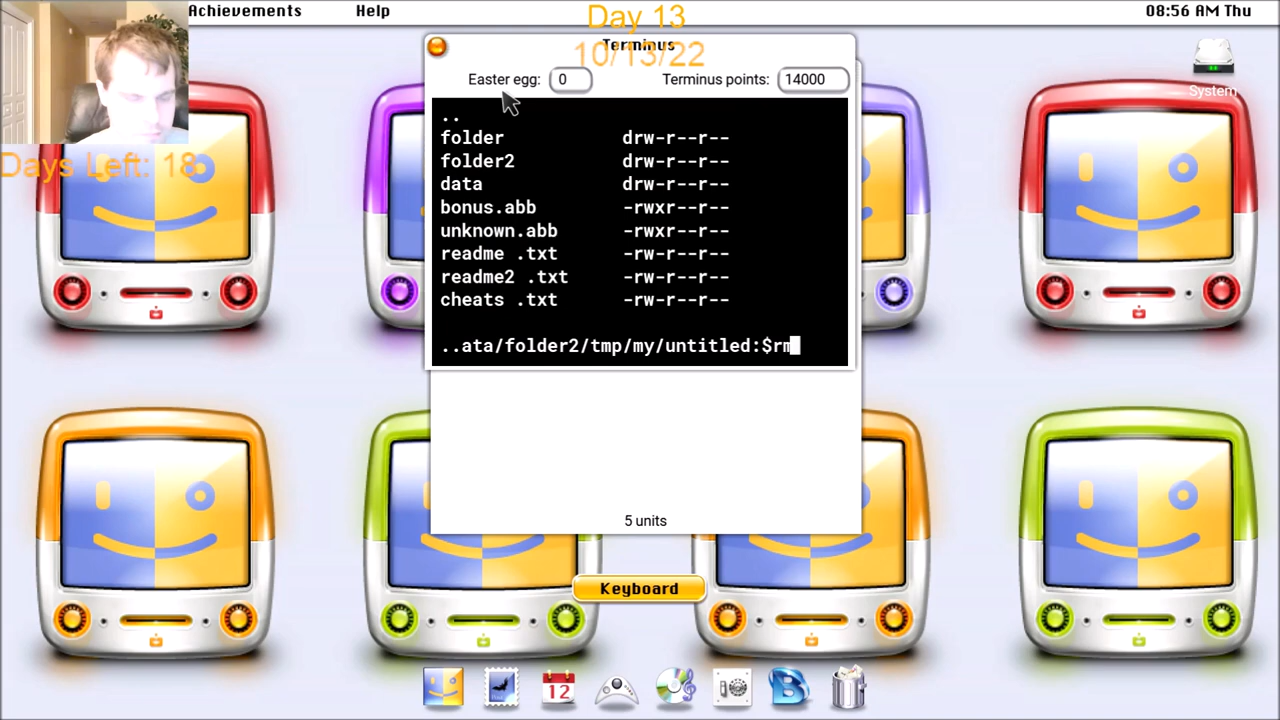 Achievements
Help
08:56 AM Thu
Day 13
10/13/22
Terminus
Days Left: 18
System
Easter egg: 0
Terminus points: 14000
..
folder drw-r--r--
folder2 drw-r--r--
data drw-r--r--
bonus.abb -rwxr--r--
unknown.abb -rwxr--r--
readme .txt -rw-r--r--
readme2 .txt -rw-r--r--
cheats .txt -rw-r--r--
..ata/folder2/tmp/my/untitled:$rm
5 units
Keyboard
12
B